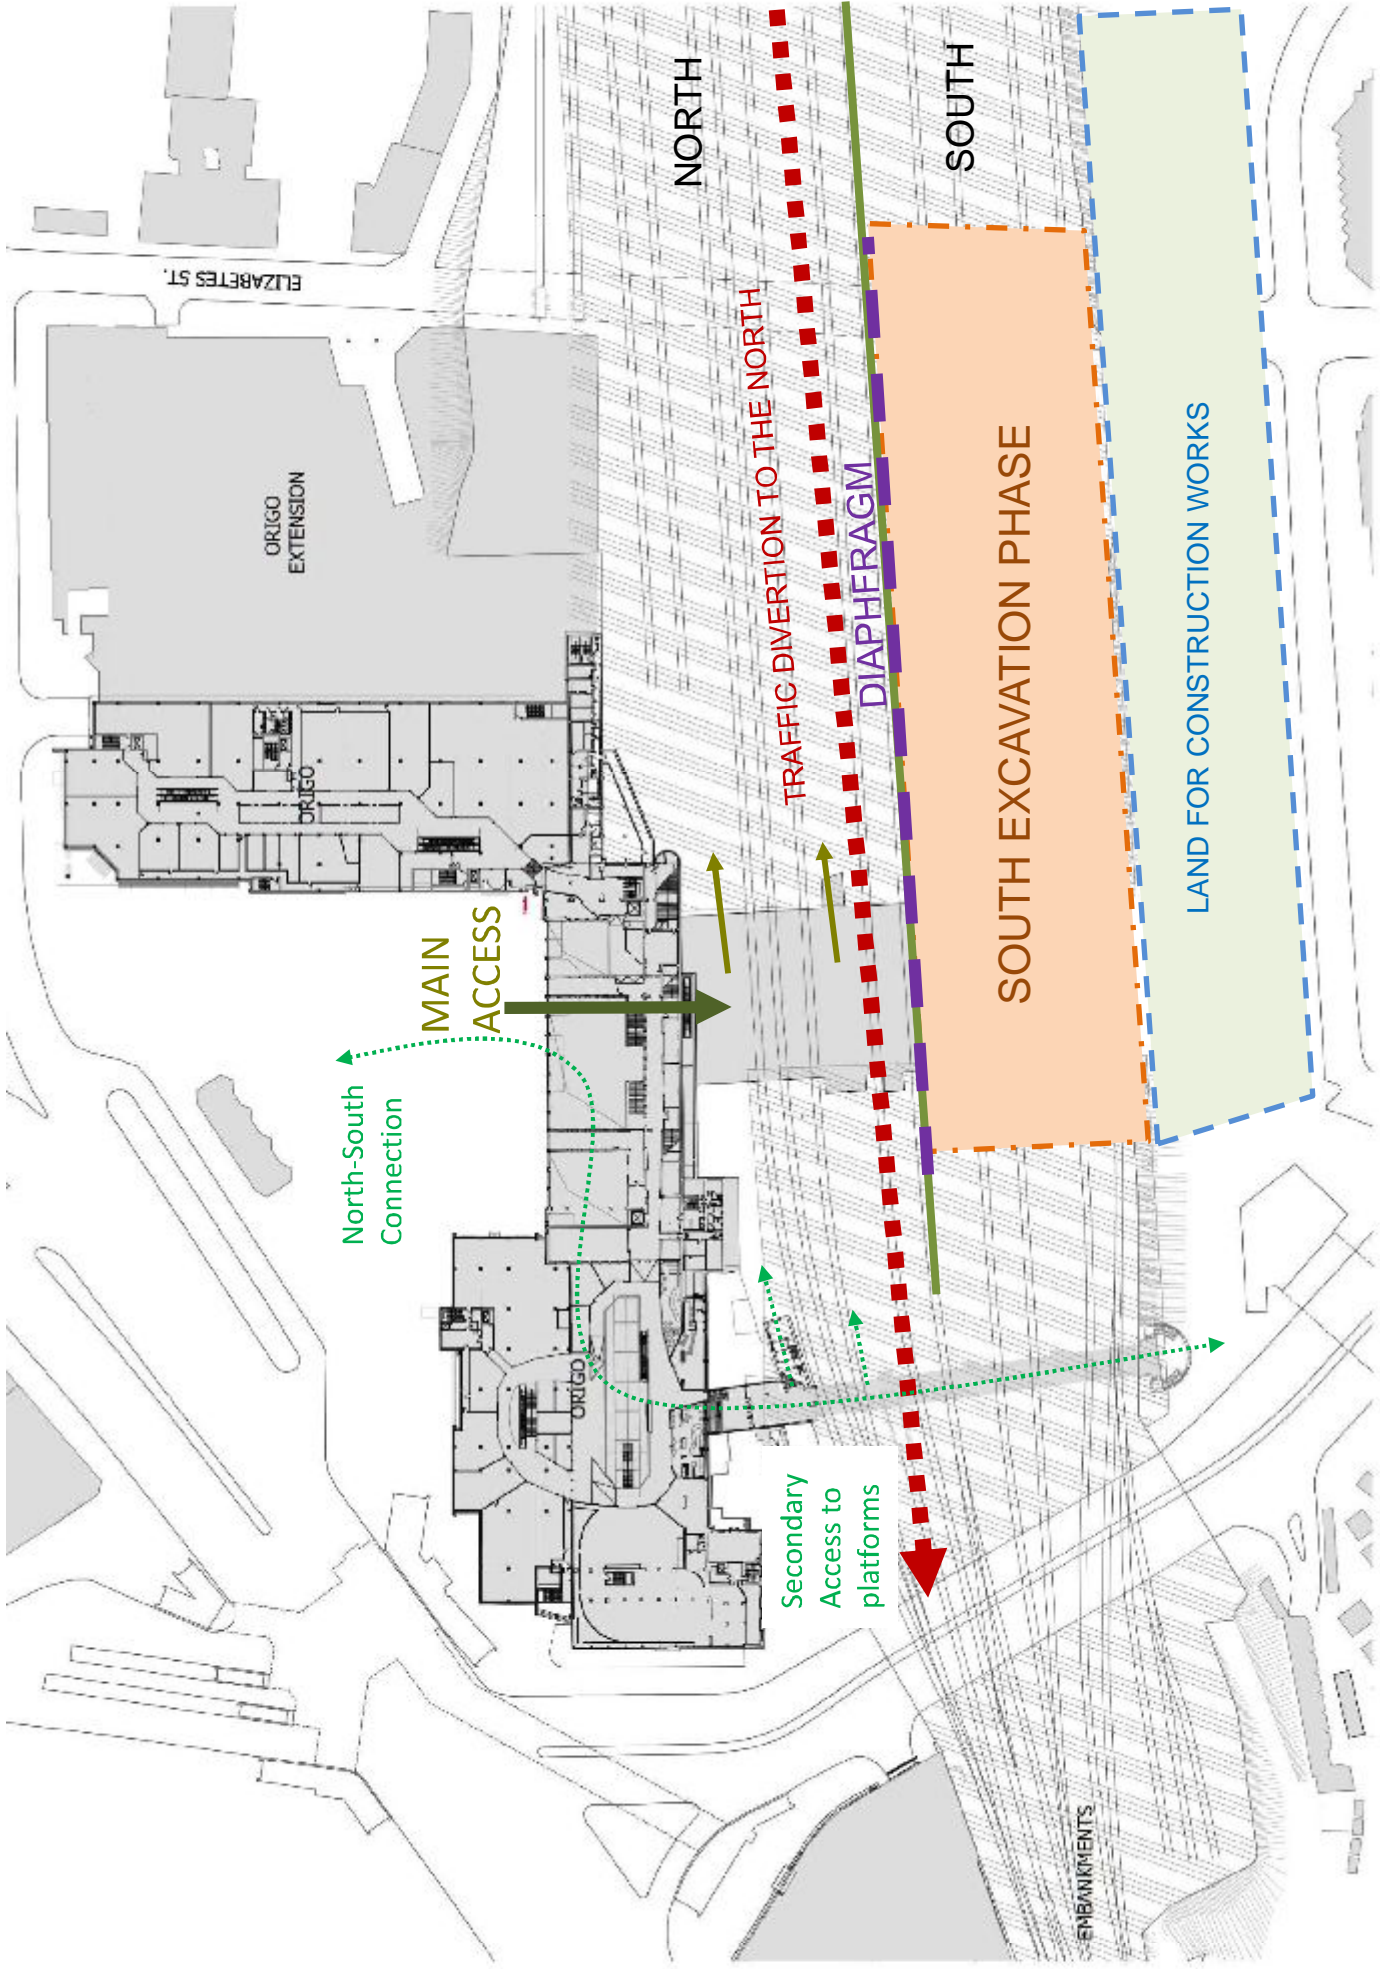 ELIZABETES ST.
ORIGO
EXTENSION
ORIGO
MAIN
ACCESS
North-South
Connection
ORIGO
Secondary
Access to
platforms
NORTH
SOUTH
TRAFFIC DIVERTION TO THE NORTH
DIAPHFRAGM
SOUTH EXCAVATION PHASE
LAND FOR CONSTRUCTION WORKS
EMBANKMENTS